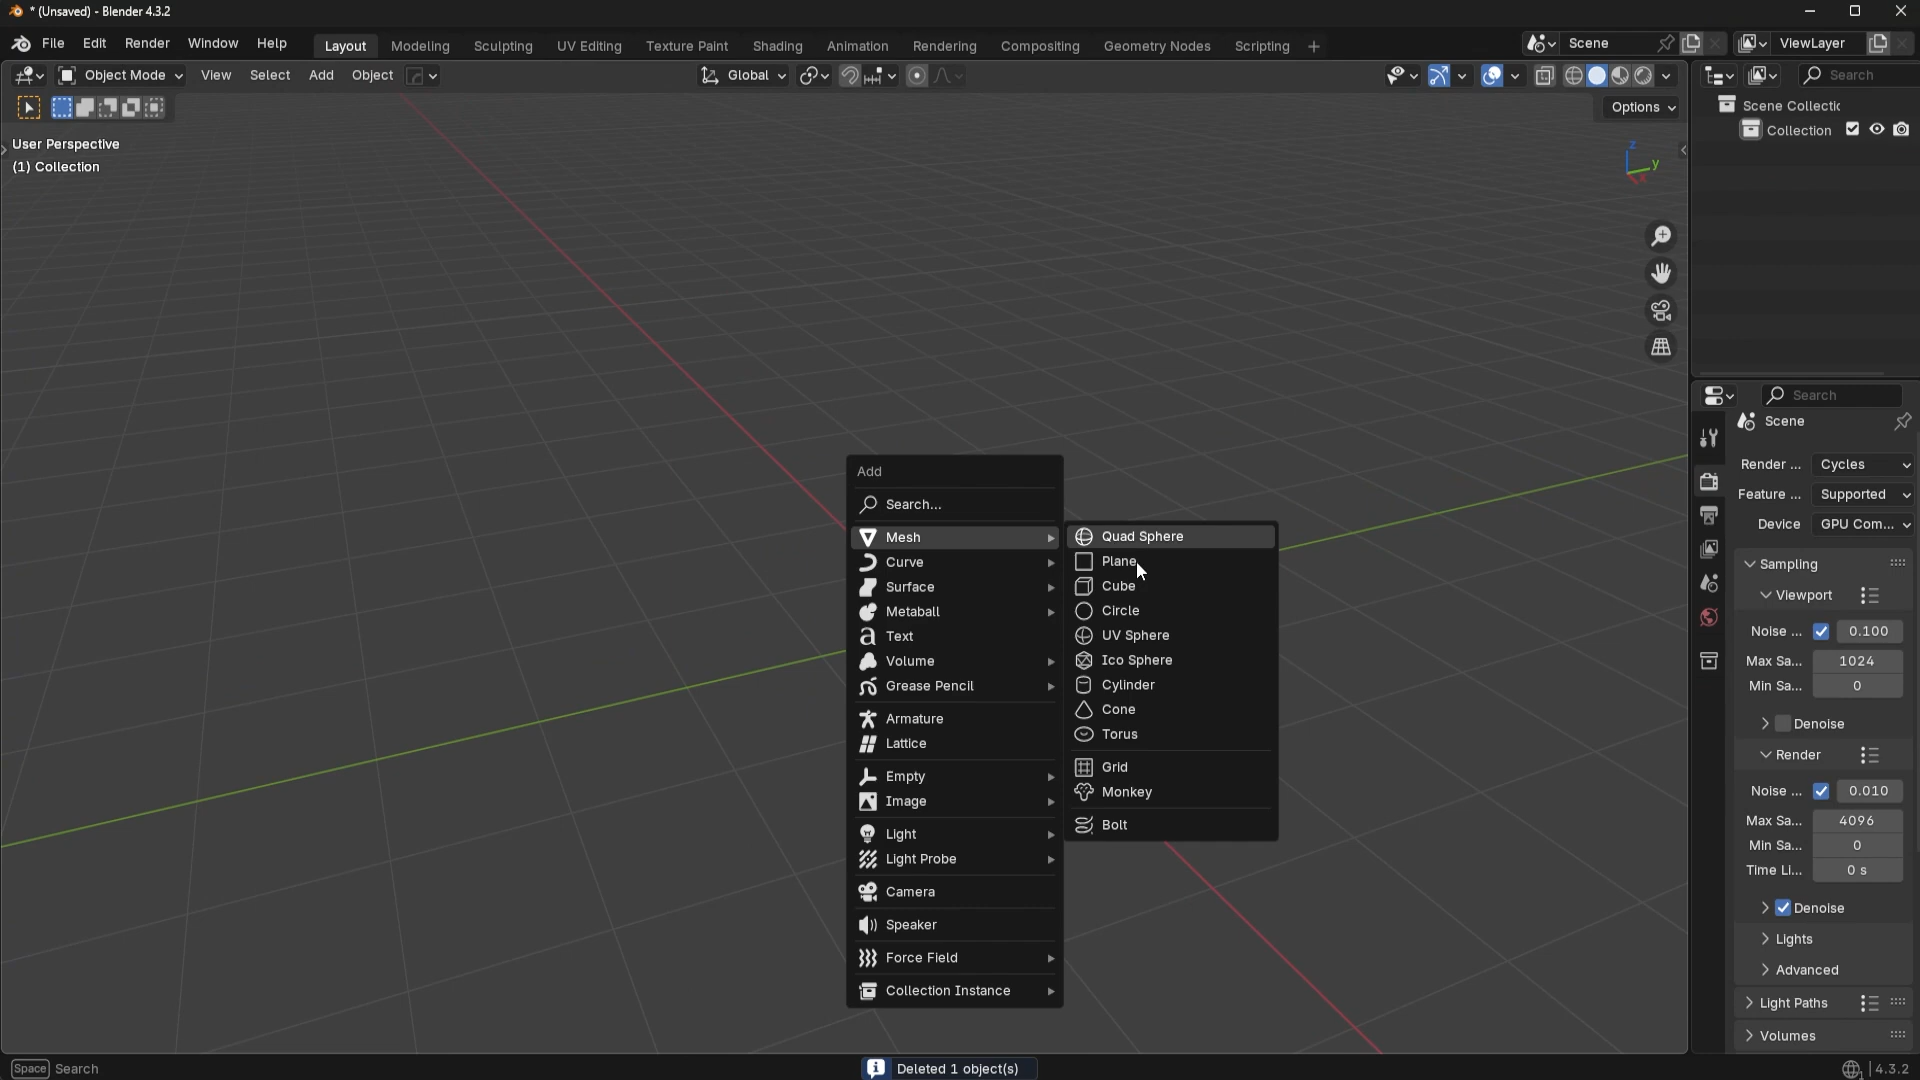 * (Unsaved) - Blender 4.3.2
File Edit Render Window Help Layout Modeling Sculpting UV Editing Texture Paint Shading Animation Rendering Compositing Geometry Nodes Scripting + Scene ViewLayer
Object Mode View Select Add Object Global Search
Options
User Perspective
(1) Collection
Z
y
x
Scene Collectic
Collection
Search
Scene
Render ... Cycles
Feature ... Supported
Device GPU Com...
Sampling
Viewport
Noise ... 0.100
Max Sa... 1024
Min Sa... 0
Denoise
Render
Noise ... 0.010
Max Sa... 4096
Min Sa... 0
Time Li... 0 s
Denoise
Lights
Advanced
Light Paths
Volumes
Add
Search...
Mesh
Curve
Surface
Metaball
Text
Volume
Grease Pencil
Armature
Lattice
Empty
Image
Light
Light Probe
Camera
Speaker
Force Field
Collection Instance
Quad Sphere
Plane
Cube
Circle
UV Sphere
Ico Sphere
Cylinder
Cone
Torus
Grid
Monkey
Bolt
Space Search Deleted 1 object(s) 4.3.2